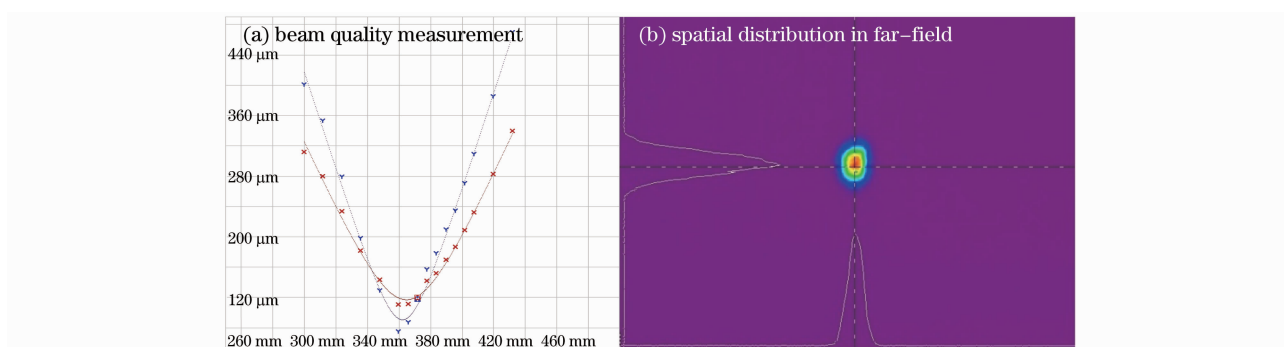 (a) beam quality measurement
440 μm
360 μm
280 μm
200 μm
120 μm
260 mm 300 mm 340 mm 380 mm 420 mm 460 mm
(b) spatial distribution in far-field